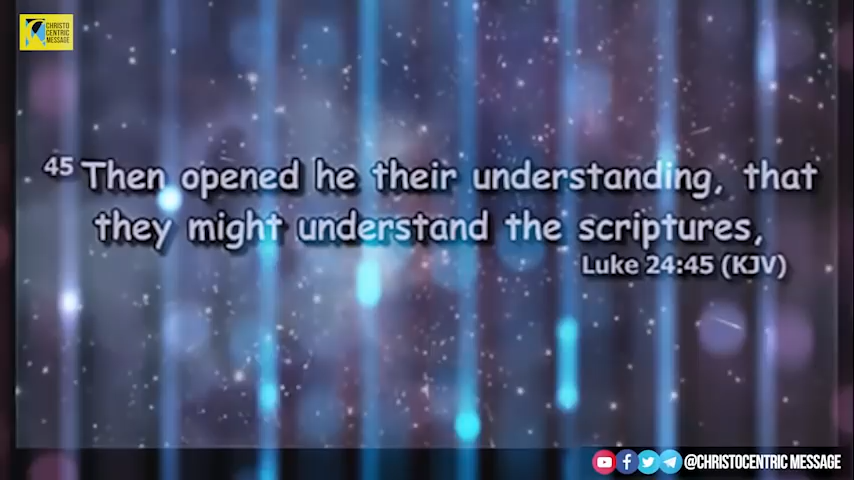 CHRISTO
CENTRIC
MESSAGE
45 Then opened he their understanding, that
they might understand the scriptures,
Luke 24:45 (KJV)
@CHRISTOCENTRIC MESSAGE